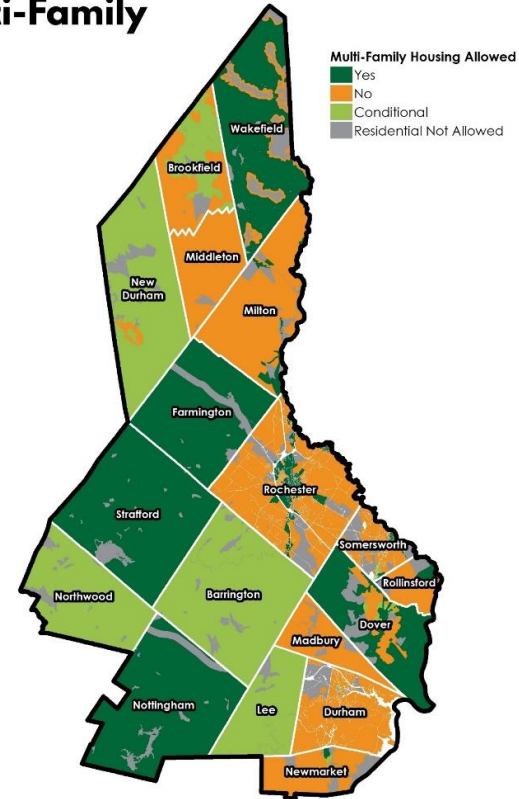 ti-Family
Multi-Family Housing Allowed
Yes
No
Conditional
Residential Not Allowed
Wakefield
Brookfield
Middleton
New
Durham
Milton
Farmington
Rochester
Strafford
Somersworth
Rollinsford
Northwood
Barrington
Dover
Madbury
Nottingham
Lee
Durham
Newmarket